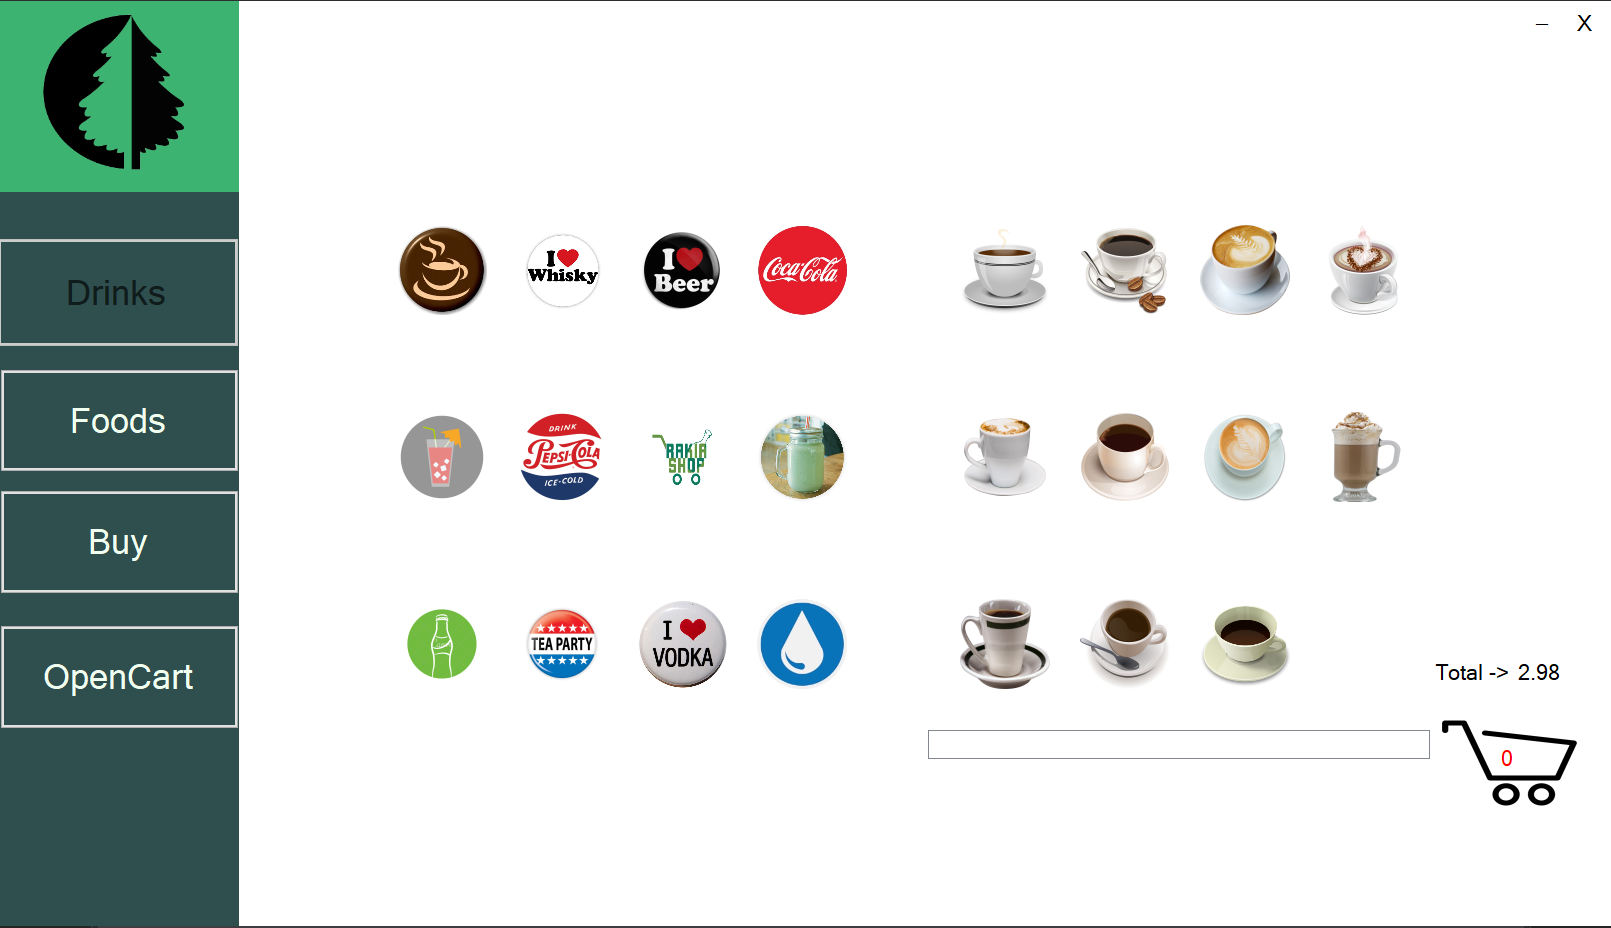 – X
Drinks
Foods
Buy
OpenCart
I
Whisky
I
Beer
Coca-Cola
DRINK
PEPSI-COLA
ICE-COLD
RAKIA
SHOP
TEA PARTY
I
VODKA
Total -> 2.98
0